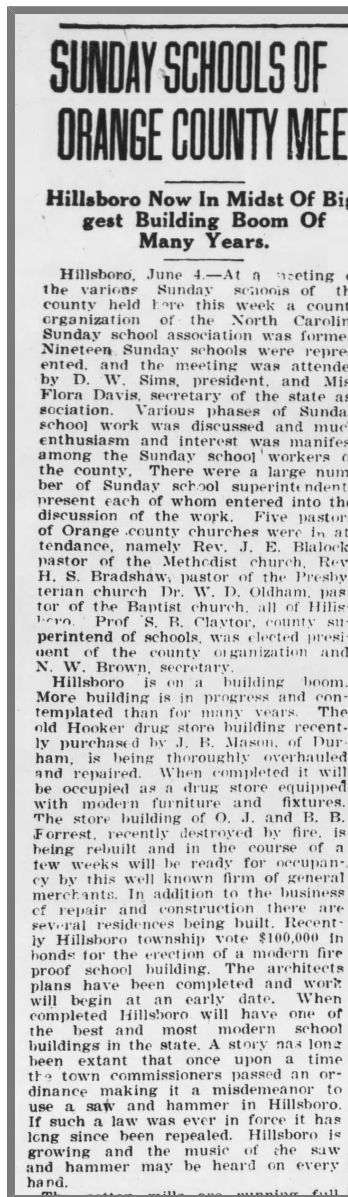 SUNDAY SCHOOLS OF
ORANGE COUNTY MEE
Hillsboro Now In Midst Of Big
gest Building Boom Of
Many Years.
Hillsboro, June 4.—At a meeting
the various Sunday schools of th
county held here this week a count
organization of the North Carolin
Sunday school association was forme
Nineteen Sunday schools were repre
ented, and the meeting was attende
by D. W. Sims, president, and Mis
Flora Davis, secretary of the state as
sociation. Various phases of Sunda
school work was discussed and muc
enthusiasm and interest was manifes
among the Sunday school workers o
the county. There were a large num
ber of Sunday school superintendent
present each of whom entered into the
discussion of the work. Five pastor
of Orange county churches were in at
tendance, namely Rev. J. E. Blalock
pastor of the Methodist church, Rev
H. S. Bradshaw, pastor of the Presby
terian church Dr. W. D. Oldham, pas
tor of the Baptist church, all of Hills
boro. Prof S. B. Claytor, county su-
perintend of schools, was elected presi
dent of the county organization and
N. W. Brown, secretary.
Hillsboro is on a building boom.
More building is in progress and con-
templated than for many years. The
old Hooker drug store building recent-
ly purchased by J. B. Mason, of Dur-
ham, is being thoroughly overhauled
and repaired. When completed it will
be occupied as a drug store equipped
with modern furniture and fixtures.
The store building of O. J. and B. B.
Forrest, recently destroyed by fire, is
being rebuilt and in the course of a
few weeks will be ready for occupan-
cy by this well known firm of general
merchants. In addition to the business
of repair and construction there are
several residences being built. Recent-
ly Hillsboro township vote $100,000 in
bonds for the erection of a modern fire
proof school building. The architects
plans have been completed and work
will begin at an early date. When
completed Hillsboro will have one of
the best and most modern school
buildings in the state. A story has long
been extant that once upon a time
the town commissioners passed an or-
dinance making it a misdemeanor to
use a saw and hammer in Hillsboro.
If such a law was ever in force it has
long since been repealed. Hillsboro is
growing and the music of the saw
and hammer may be heard on every
hand.
The cotton mills are running full